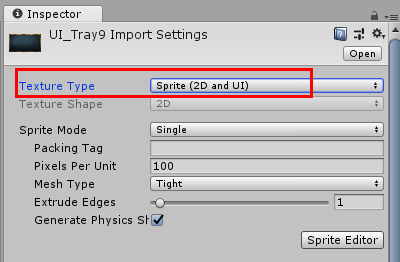 Inspector
UI_Tray9 Import Settings
Open
Texture Type Sprite (2D and UI)
Texture Shape 2D
Sprite Mode Single
Packing Tag
Pixels Per Unit 100
Mesh Type Tight
Extrude Edges 1
Generate Physics Sh
Sprite Editor